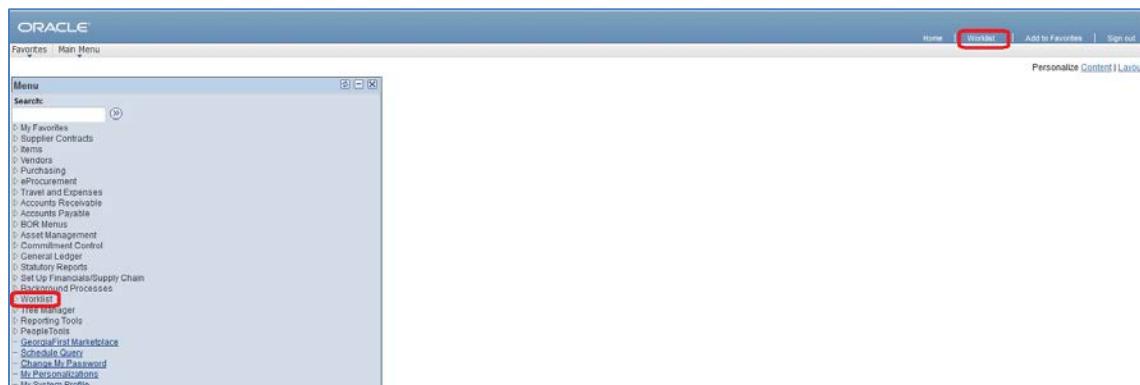 ORACLE
Home | Worklist | Add to Favorites | Sign out
Favorites Main Menu
Personalize Content | Layou
Menu
Search:
My Favorites
Supplier Contracts
Items
Vendors
Purchasing
eProcurement
Travel and Expenses
Accounts Receivable
Accounts Payable
BOR Menus
Asset Management
Commitment Control
General Ledger
Statutory Reports
Set Up Financials/Supply Chain
Background Processes
Worklist
Tree Manager
Reporting Tools
PeopleTools
GeorgiaFirst Marketplace
Schedule Query
Change My Password
My Personalizations
My System Profile